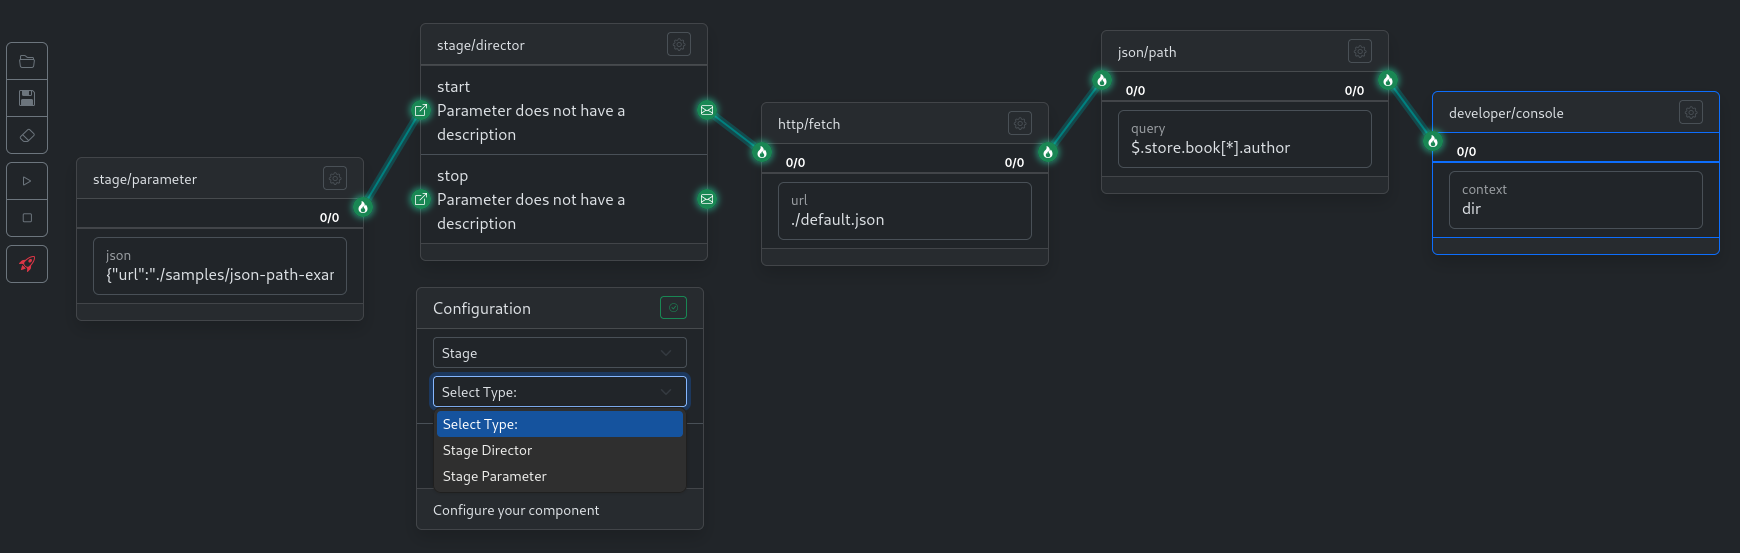 stage/parameter
0/0
json
{"url":"./samples/json-path-exar
stage/director
start
Parameter does not have a
description
stop
Parameter does not have a
description
Configuration
Stage
Select Type:
Select Type:
Stage Director
Stage Parameter
Configure your component
http/fetch
0/0 0/0
url
./default.json
json/path
0/0 0/0
query
$.store.book[*].author
developer/console
0/0
context
dir